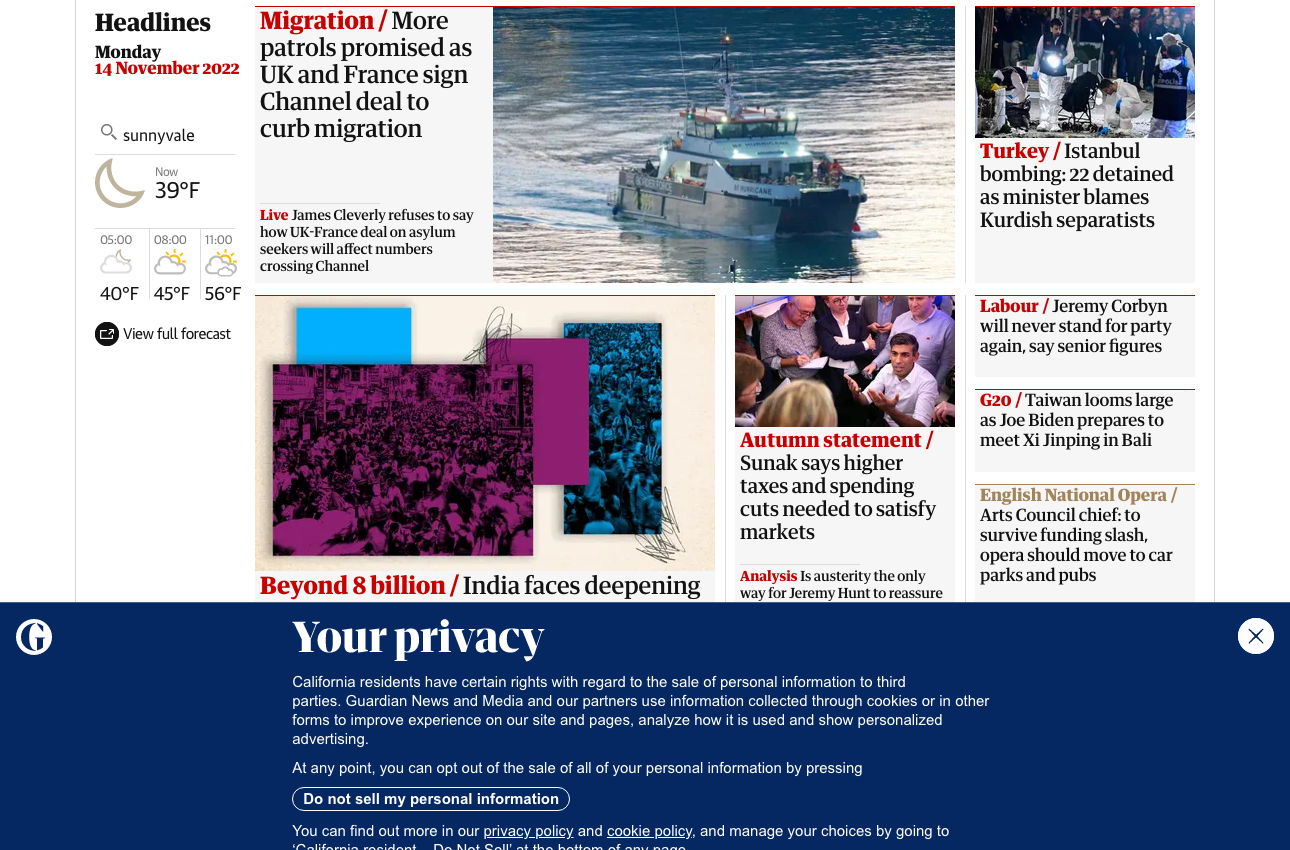 Headlines
Monday
14 November 2022
sunnyvale
Now
39°F
05:00
08:00
11:00
40°F
45°F
56°F
View full forecast
Migration / More
patrols promised as
UK and France sign
Channel deal to
curb migration
Live James Cleverly refuses to say
how UK-France deal on asylum
seekers will affect numbers
crossing Channel
Turkey / Istanbul
bombing: 22 detained
as minister blames
Kurdish separatists
Beyond 8 billion / India faces deepening
Autumn statement /
Sunak says higher
taxes and spending
cuts needed to satisfy
markets
Analysis Is austerity the only
way for Jeremy Hunt to reassure
Labour / Jeremy Corbyn
will never stand for party
again, say senior figures
G20 / Taiwan looms large
as Joe Biden prepares to
meet Xi Jinping in Bali
English National Opera /
Arts Council chief: to
survive funding slash,
opera should move to car
parks and pubs
Your privacy
California residents have certain rights with regard to the sale of personal information to third
parties. Guardian News and Media and our partners use information collected through cookies or in other
forms to improve experience on our site and pages, analyze how it is used and show personalized
advertising.
At any point, you can opt out of the sale of all of your personal information by pressing
Do not sell my personal information
You can find out more in our privacy policy and cookie policy, and manage your choices by going to
‘California resident – Do Not Sell’ at the bottom of any page.